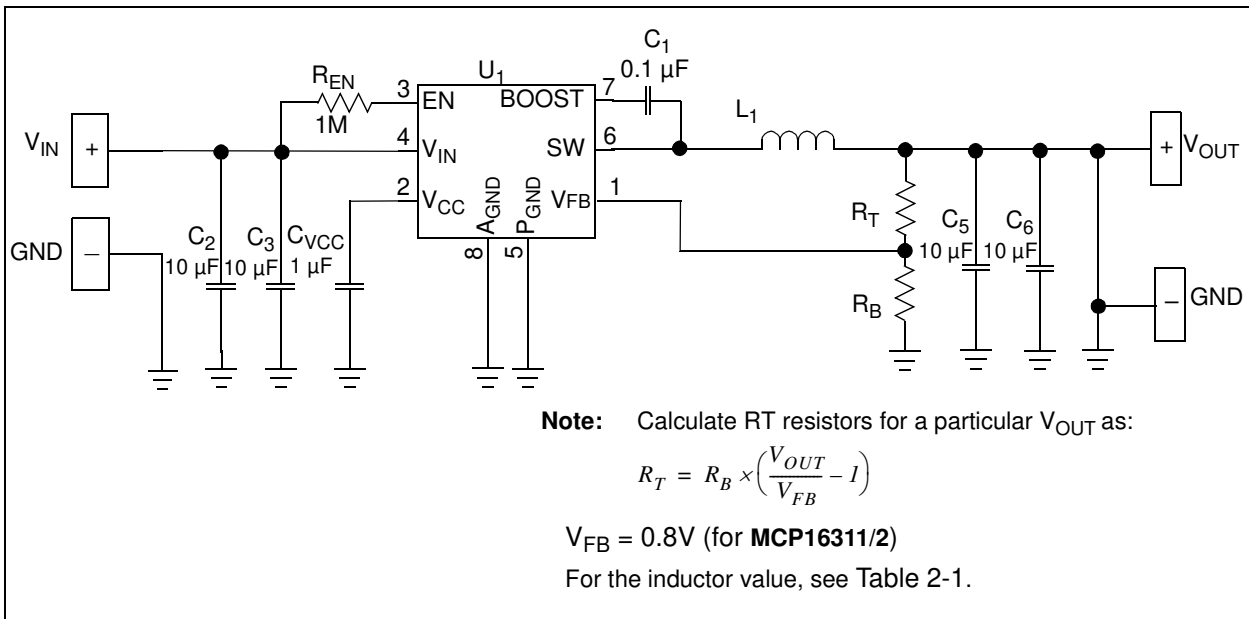 C1
0.1 µF
U1
REN
3
EN
BOOST
7
1M
L1
VIN
+
4
VIN
SW
6
+
VOUT
2
VCC
AGND
PGND
VFB
1
RT
GND
–
C2
10 µF
C3
10 µF
CVCC
1 µF
8
5
C5
10 µF
C6
10 µF
RB
–
GND
Note: Calculate RT resistors for a particular VOUT as:
RT = RB × (VOUT / VFB – 1)
VFB = 0.8V (for MCP16311/2)
For the inductor value, see Table 2-1.